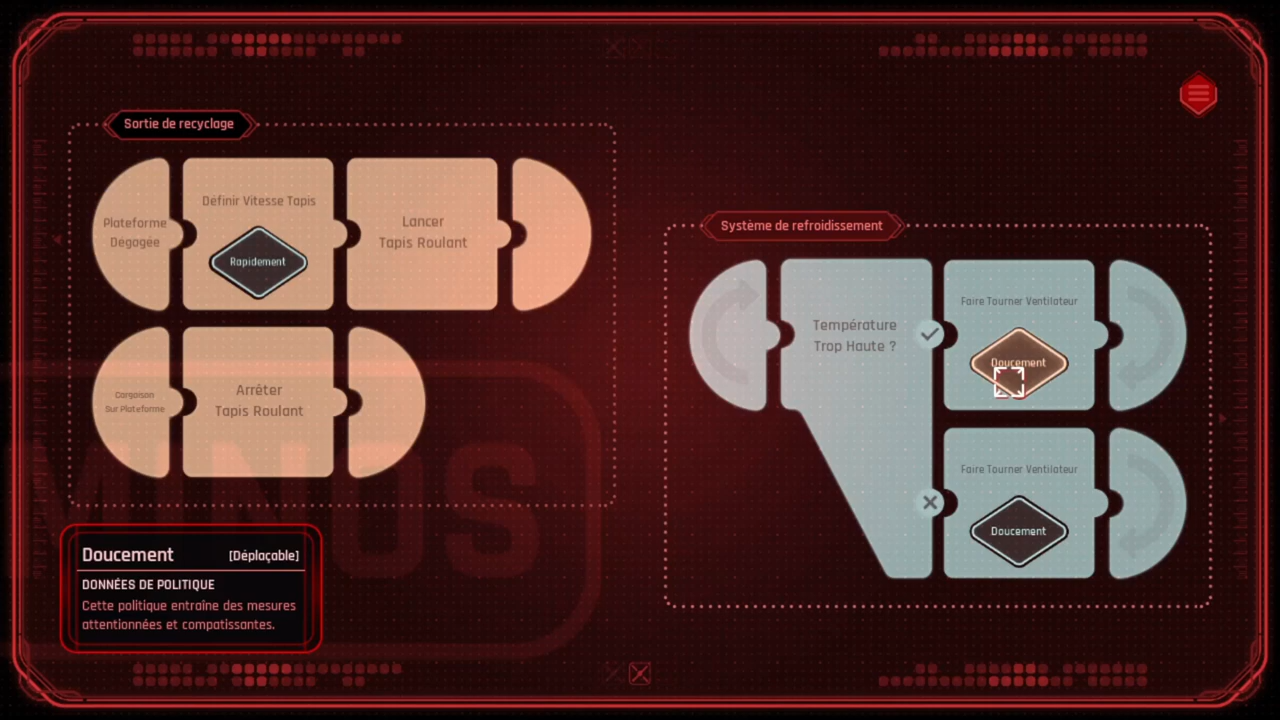 Sortie de recyclage
Plateforme
Dégagée
Définir Vitesse Tapis
Rapidement
Lancer
Tapis Roulant
Cargaison
Sur Plateforme
Arrêter
Tapis Roulant
Système de refroidissement
Température
Trop Haute ?
Faire Tourner Ventilateur
Doucement
Faire Tourner Ventilateur
Doucement
MINOS
Doucement [Déplaçable]
DONNÉES DE POLITIQUE
Cette politique entraîne des mesures
attentionnées et compatissantes.